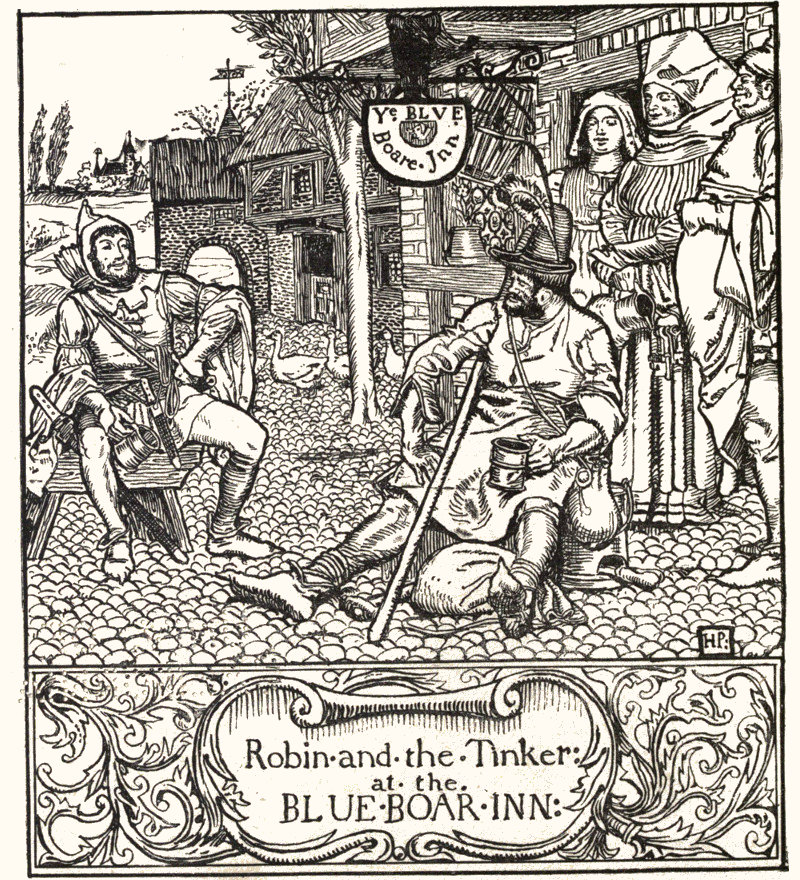 Yᵉ BLVE
Boare·Inn·
HP:
Robin·and·the·Tinker:
at·the.
BLUE·BOAR·INN: